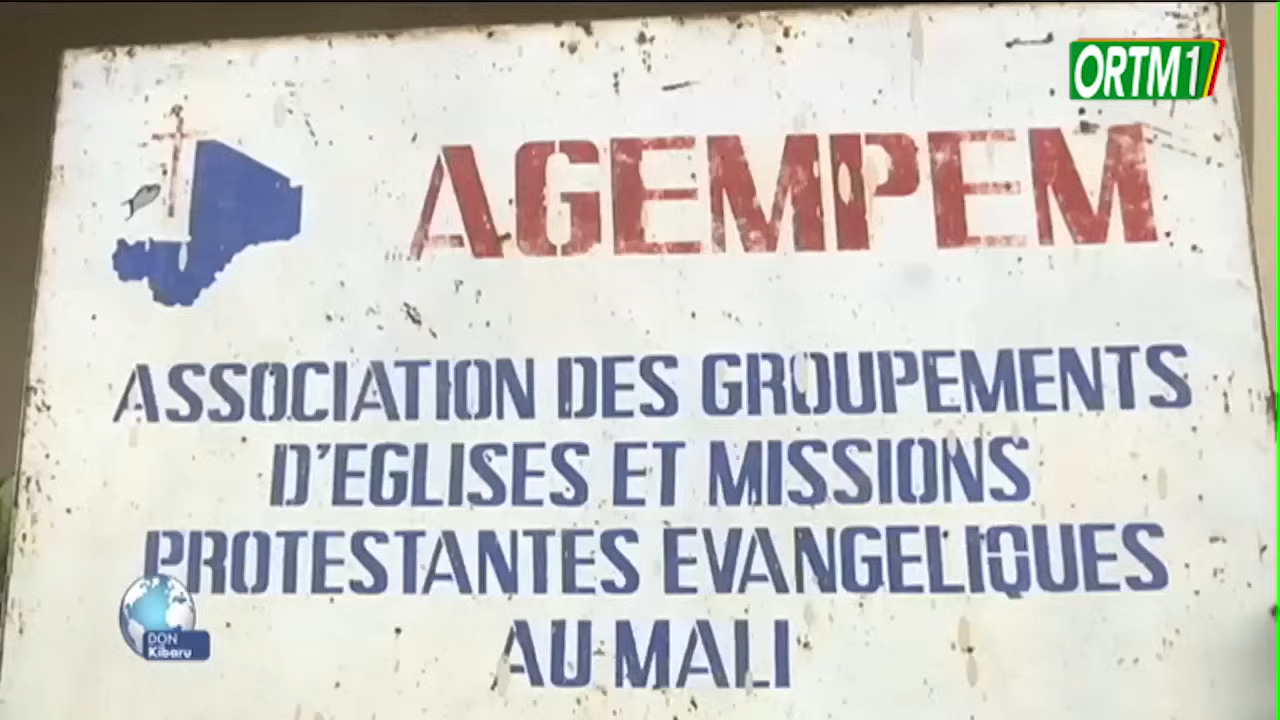 ORTM1
AGEMPEM
ASSOCIATION DES GROUPEMENTS
D'EGLISES ET MISSIONS
PROTESTANTES EVANGELIQUES
AU MALI
DON
Kibaru